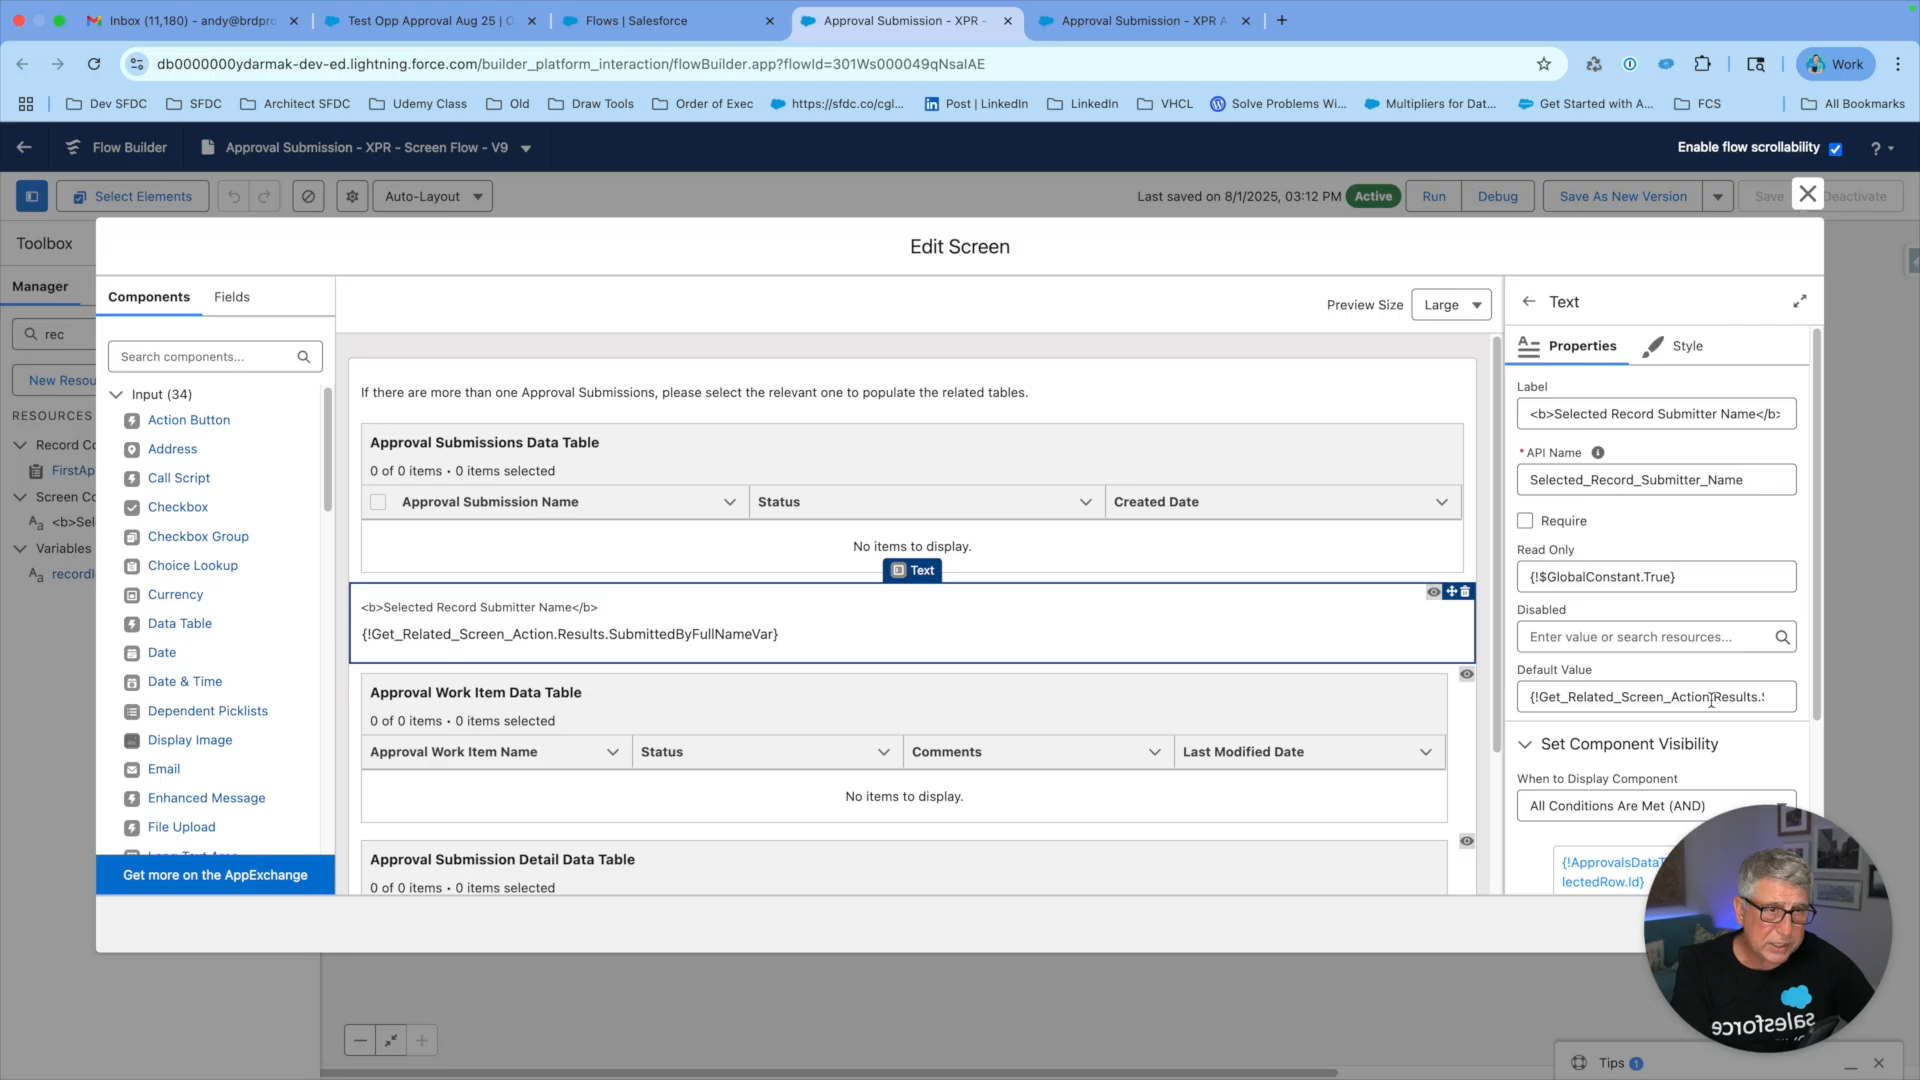 Inbox (11,180) – andy@brdpro
Test Opp Approval Aug 25 | O
Flows | Salesforce
Approval Submission - XPR -
Approval Submission - XPR A
db0000000ydarmak-dev-ed.lightning.force.com/builder_platform_interaction/flowBuilder.app?flowId=301Ws000049qNsaIAE
Work
Dev SFDC
SFDC
Architect SFDC
Udemy Class
Old
Draw Tools
Order of Exec
https://sfdc.co/cgl...
Post | LinkedIn
LinkedIn
VHCL
Solve Problems Wi...
Multipliers for Dat...
Get Started with A...
FCS
All Bookmarks
Flow Builder
Approval Submission - XPR - Screen Flow - V9
Enable flow scrollability
?
Select Elements
Auto-Layout
Last saved on 8/1/2025, 03:12 PM
Active
Run
Debug
Save As New Version
Save
Deactivate
Toolbox
Manager
rec
New Resou
RESOURCES
Record Co
FirstAp
Screen Co
<b>Sel
Variables
recordI
Edit Screen
Components
Fields
Search components...
Input (34)
Action Button
Address
Call Script
Checkbox
Checkbox Group
Choice Lookup
Currency
Data Table
Date
Date & Time
Dependent Picklists
Display Image
Email
Enhanced Message
File Upload
Long Text Area
Get more on the AppExchange
Preview Size
Large
If there are more than one Approval Submissions, please select the relevant one to populate the related tables.
Approval Submissions Data Table
0 of 0 items • 0 items selected
Approval Submission Name
Status
Created Date
No items to display.
Text
<b>Selected Record Submitter Name</b>
{!Get_Related_Screen_Action.Results.SubmittedByFullNameVar}
Approval Work Item Data Table
0 of 0 items • 0 items selected
Approval Work Item Name
Status
Comments
Last Modified Date
No items to display.
Approval Submission Detail Data Table
0 of 0 items • 0 items selected
Text
Properties
Style
Label
<b>Selected Record Submitter Name</b>
* API Name
Selected_Record_Submitter_Name
Require
Read Only
{!$GlobalConstant.True}
Disabled
Enter value or search resources...
Default Value
{!Get_Related_Screen_Action.Results.S
Set Component Visibility
When to Display Component
All Conditions Are Met (AND)
{!ApprovalsDataT
lectedRow.Id}
salesforce
Tips 1